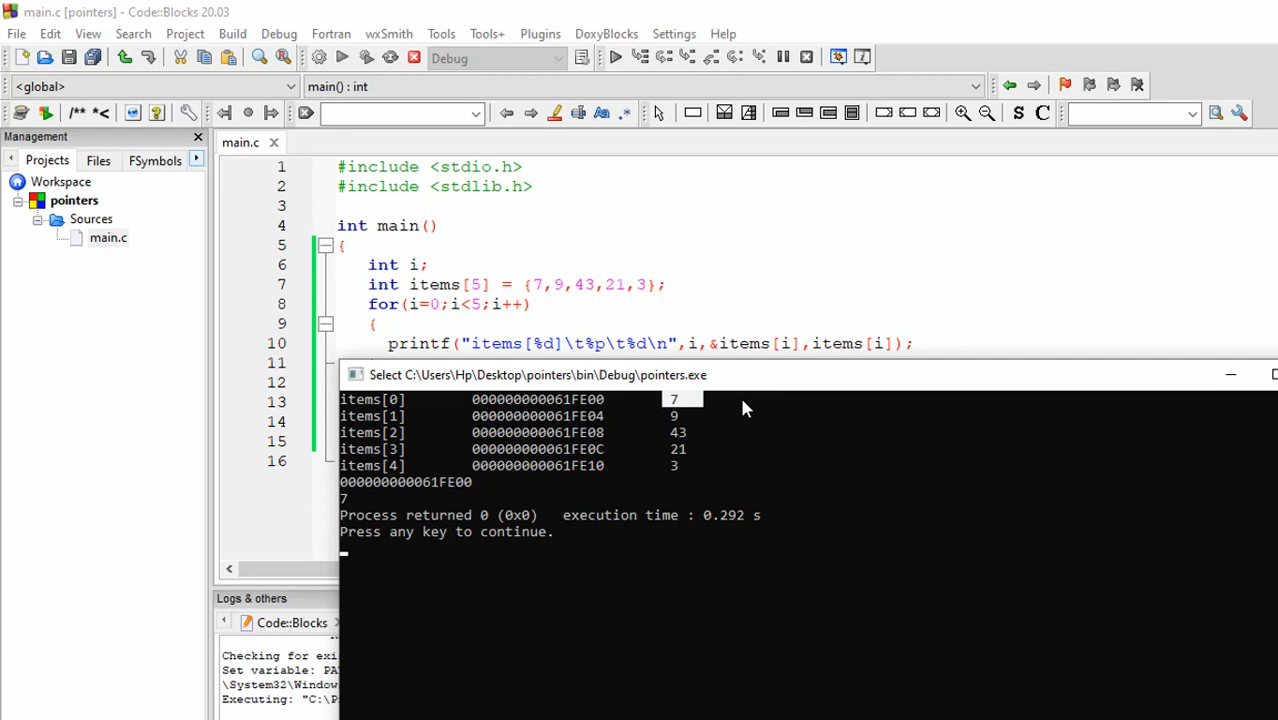 main.c [pointers] - Code::Blocks 20.03
File Edit View Search Project Build Debug Fortran wxSmith Tools Tools+ Plugins DoxyBlocks Settings Help
Debug
<global> main() : int
/** *< Aa .* S C
Management
Projects Files FSymbols
Workspace
pointers
Sources
main.c
main.c
1 #include <stdio.h>
2 #include <stdlib.h>
3
4 int main()
5 {
6 int i;
7 int items[5] = {7,9,43,21,3};
8 for(i=0;i<5;i++)
9 {
10 printf("items[%d]\t%p\t%d\n",i,&items[i],items[i]);
11
12
13
14
15
16
Select C:\Users\Hp\Desktop\pointers\bin\Debug\pointers.exe
items[0] 000000000061FE00 7
items[1] 000000000061FE04 9
items[2] 000000000061FE08 43
items[3] 000000000061FE0C 21
items[4] 000000000061FE10 3
000000000061FE00
7
Process returned 0 (0x0) execution time : 0.292 s
Press any key to continue.
Logs & others
Code::Blocks
Checking for exi
Set variable: PA
\System32\Window
Executing: "C:\P